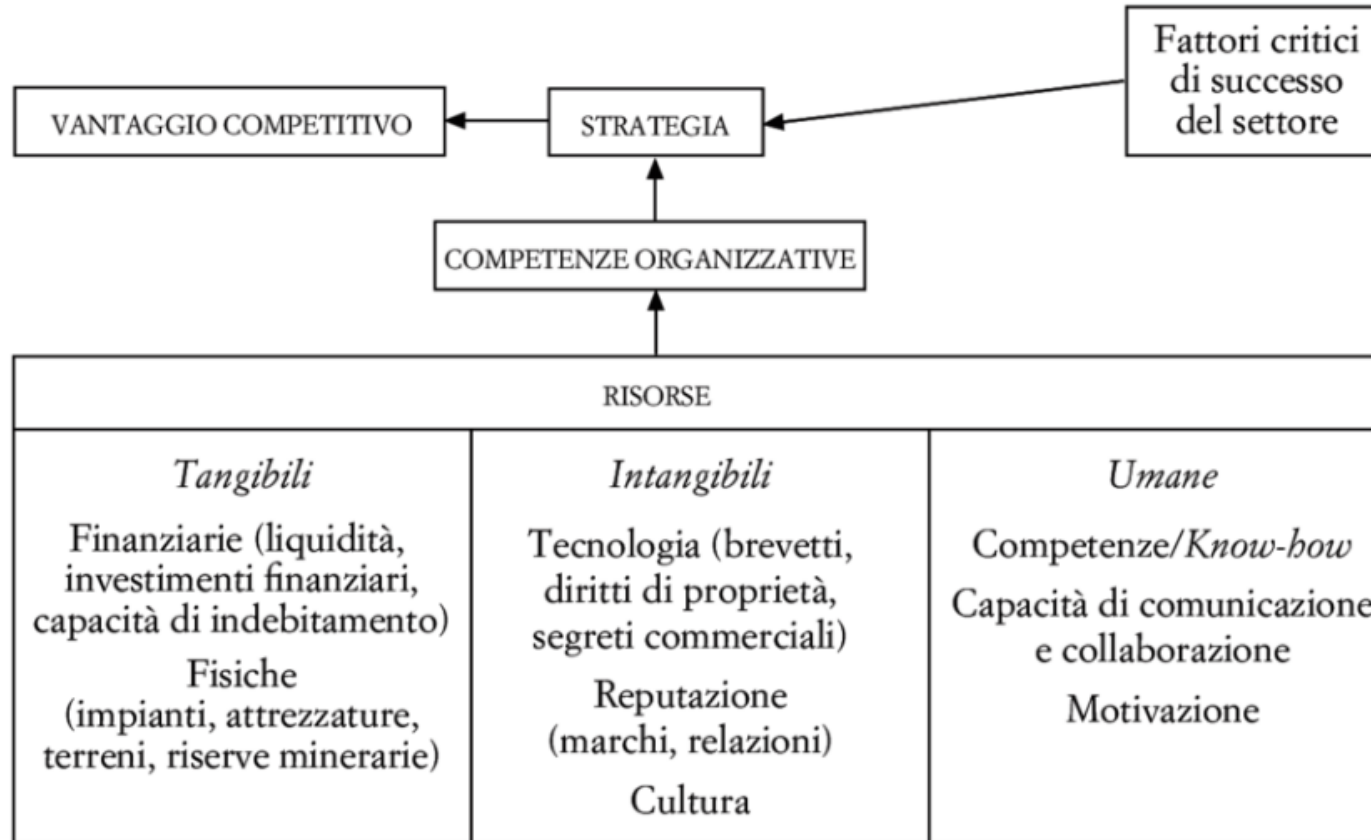 Fattori critici
di successo
del settore
VANTAGGIO COMPETITIVO
STRATEGIA
COMPETENZE ORGANIZZATIVE
RISORSE
Tangibili
Finanziarie (liquidità,
investimenti finanziari,
capacità di indebitamento)
Fisiche
(impianti, attrezzature,
terreni, riserve minerarie)
Intangibili
Tecnologia (brevetti,
diritti di proprietà,
segreti commerciali)
Reputazione
(marchi, relazioni)
Cultura
Umane
Competenze/Know-how
Capacità di comunicazione
e collaborazione
Motivazione